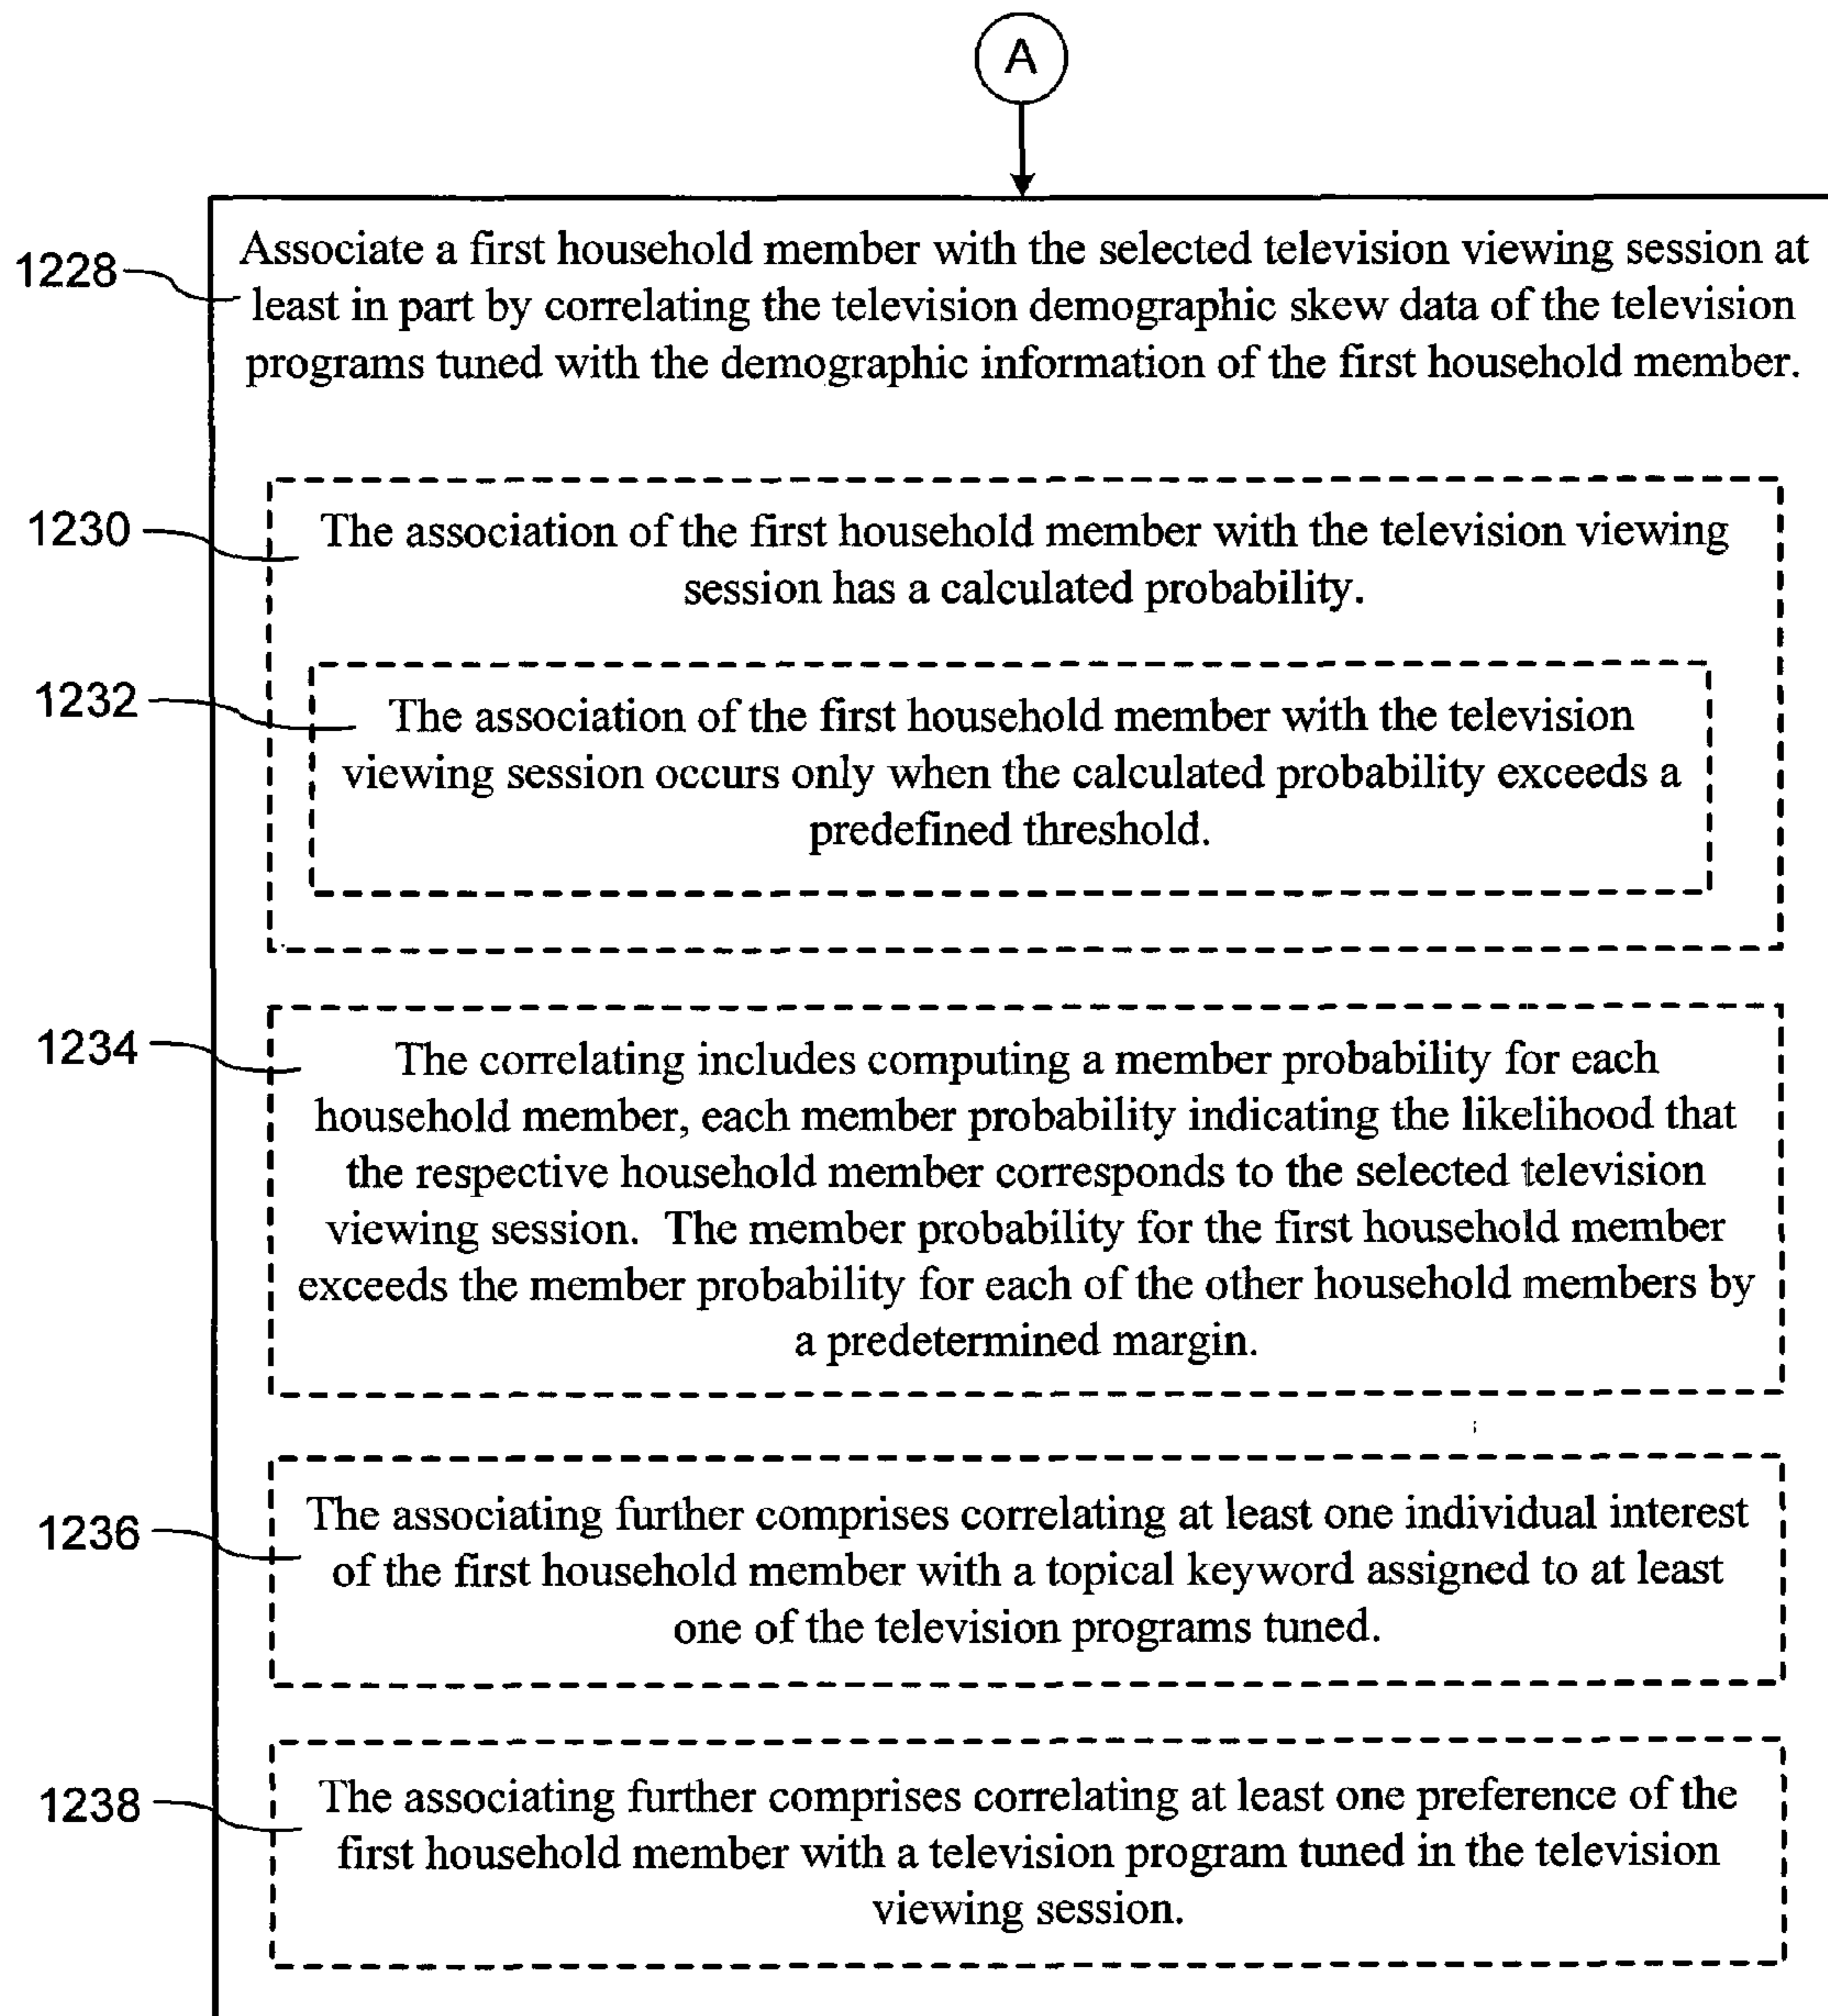 A
1228
Associate a first household member with the selected television viewing session at
least in part by correlating the television demographic skew data of the television
programs tuned with the demographic information of the first household member.
1230
The association of the first household member with the television viewing
session has a calculated probability.
1232
The association of the first household member with the television
viewing session occurs only when the calculated probability exceeds a
predefined threshold.
1234
The correlating includes computing a member probability for each
household member, each member probability indicating the likelihood that
the respective household member corresponds to the selected television
viewing session. The member probability for the first household member
exceeds the member probability for each of the other household members by
a predetermined margin.
1236
The associating further comprises correlating at least one individual interest
of the first household member with a topical keyword assigned to at least
one of the television programs tuned.
1238
The associating further comprises correlating at least one preference of the
first household member with a television program tuned in the television
viewing session.